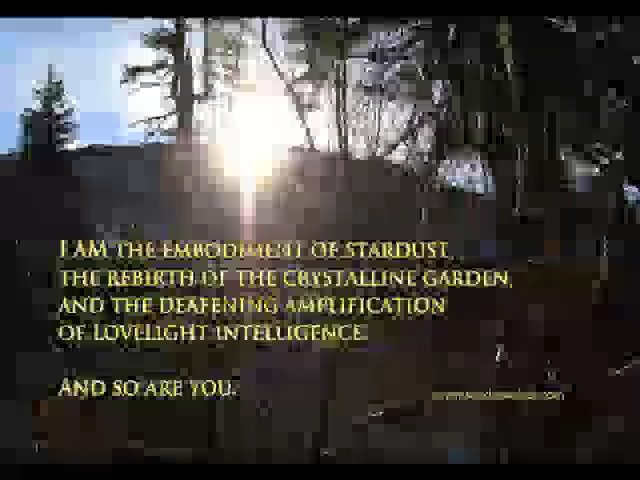 I AM THE EMBODIMENT OF STARDUST
THE REBIRTH OF THE CRYSTALLINE GARDEN,
AND THE DEAFENING AMPLIFICATION
OF LOVELIGHT INTELLIGENCE.
AND SO ARE YOU.